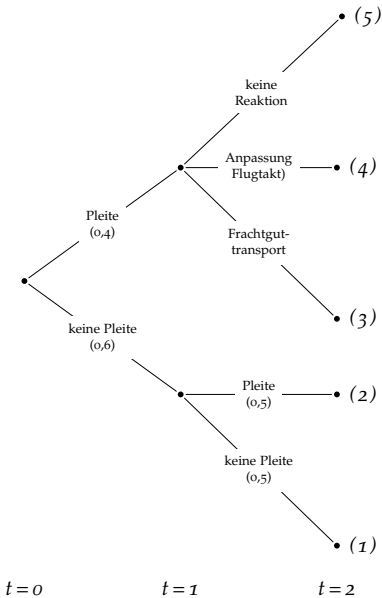 (5)
keine
Reaktion
Anpassung
Flugtakt)
(4)
Pleite
(0,4)
Frachtgut-
transport
(3)
keine Pleite
(0,6)
Pleite
(0,5)
(2)
keine Pleite
(0,5)
(1)
t = 0 t = 1 t = 2